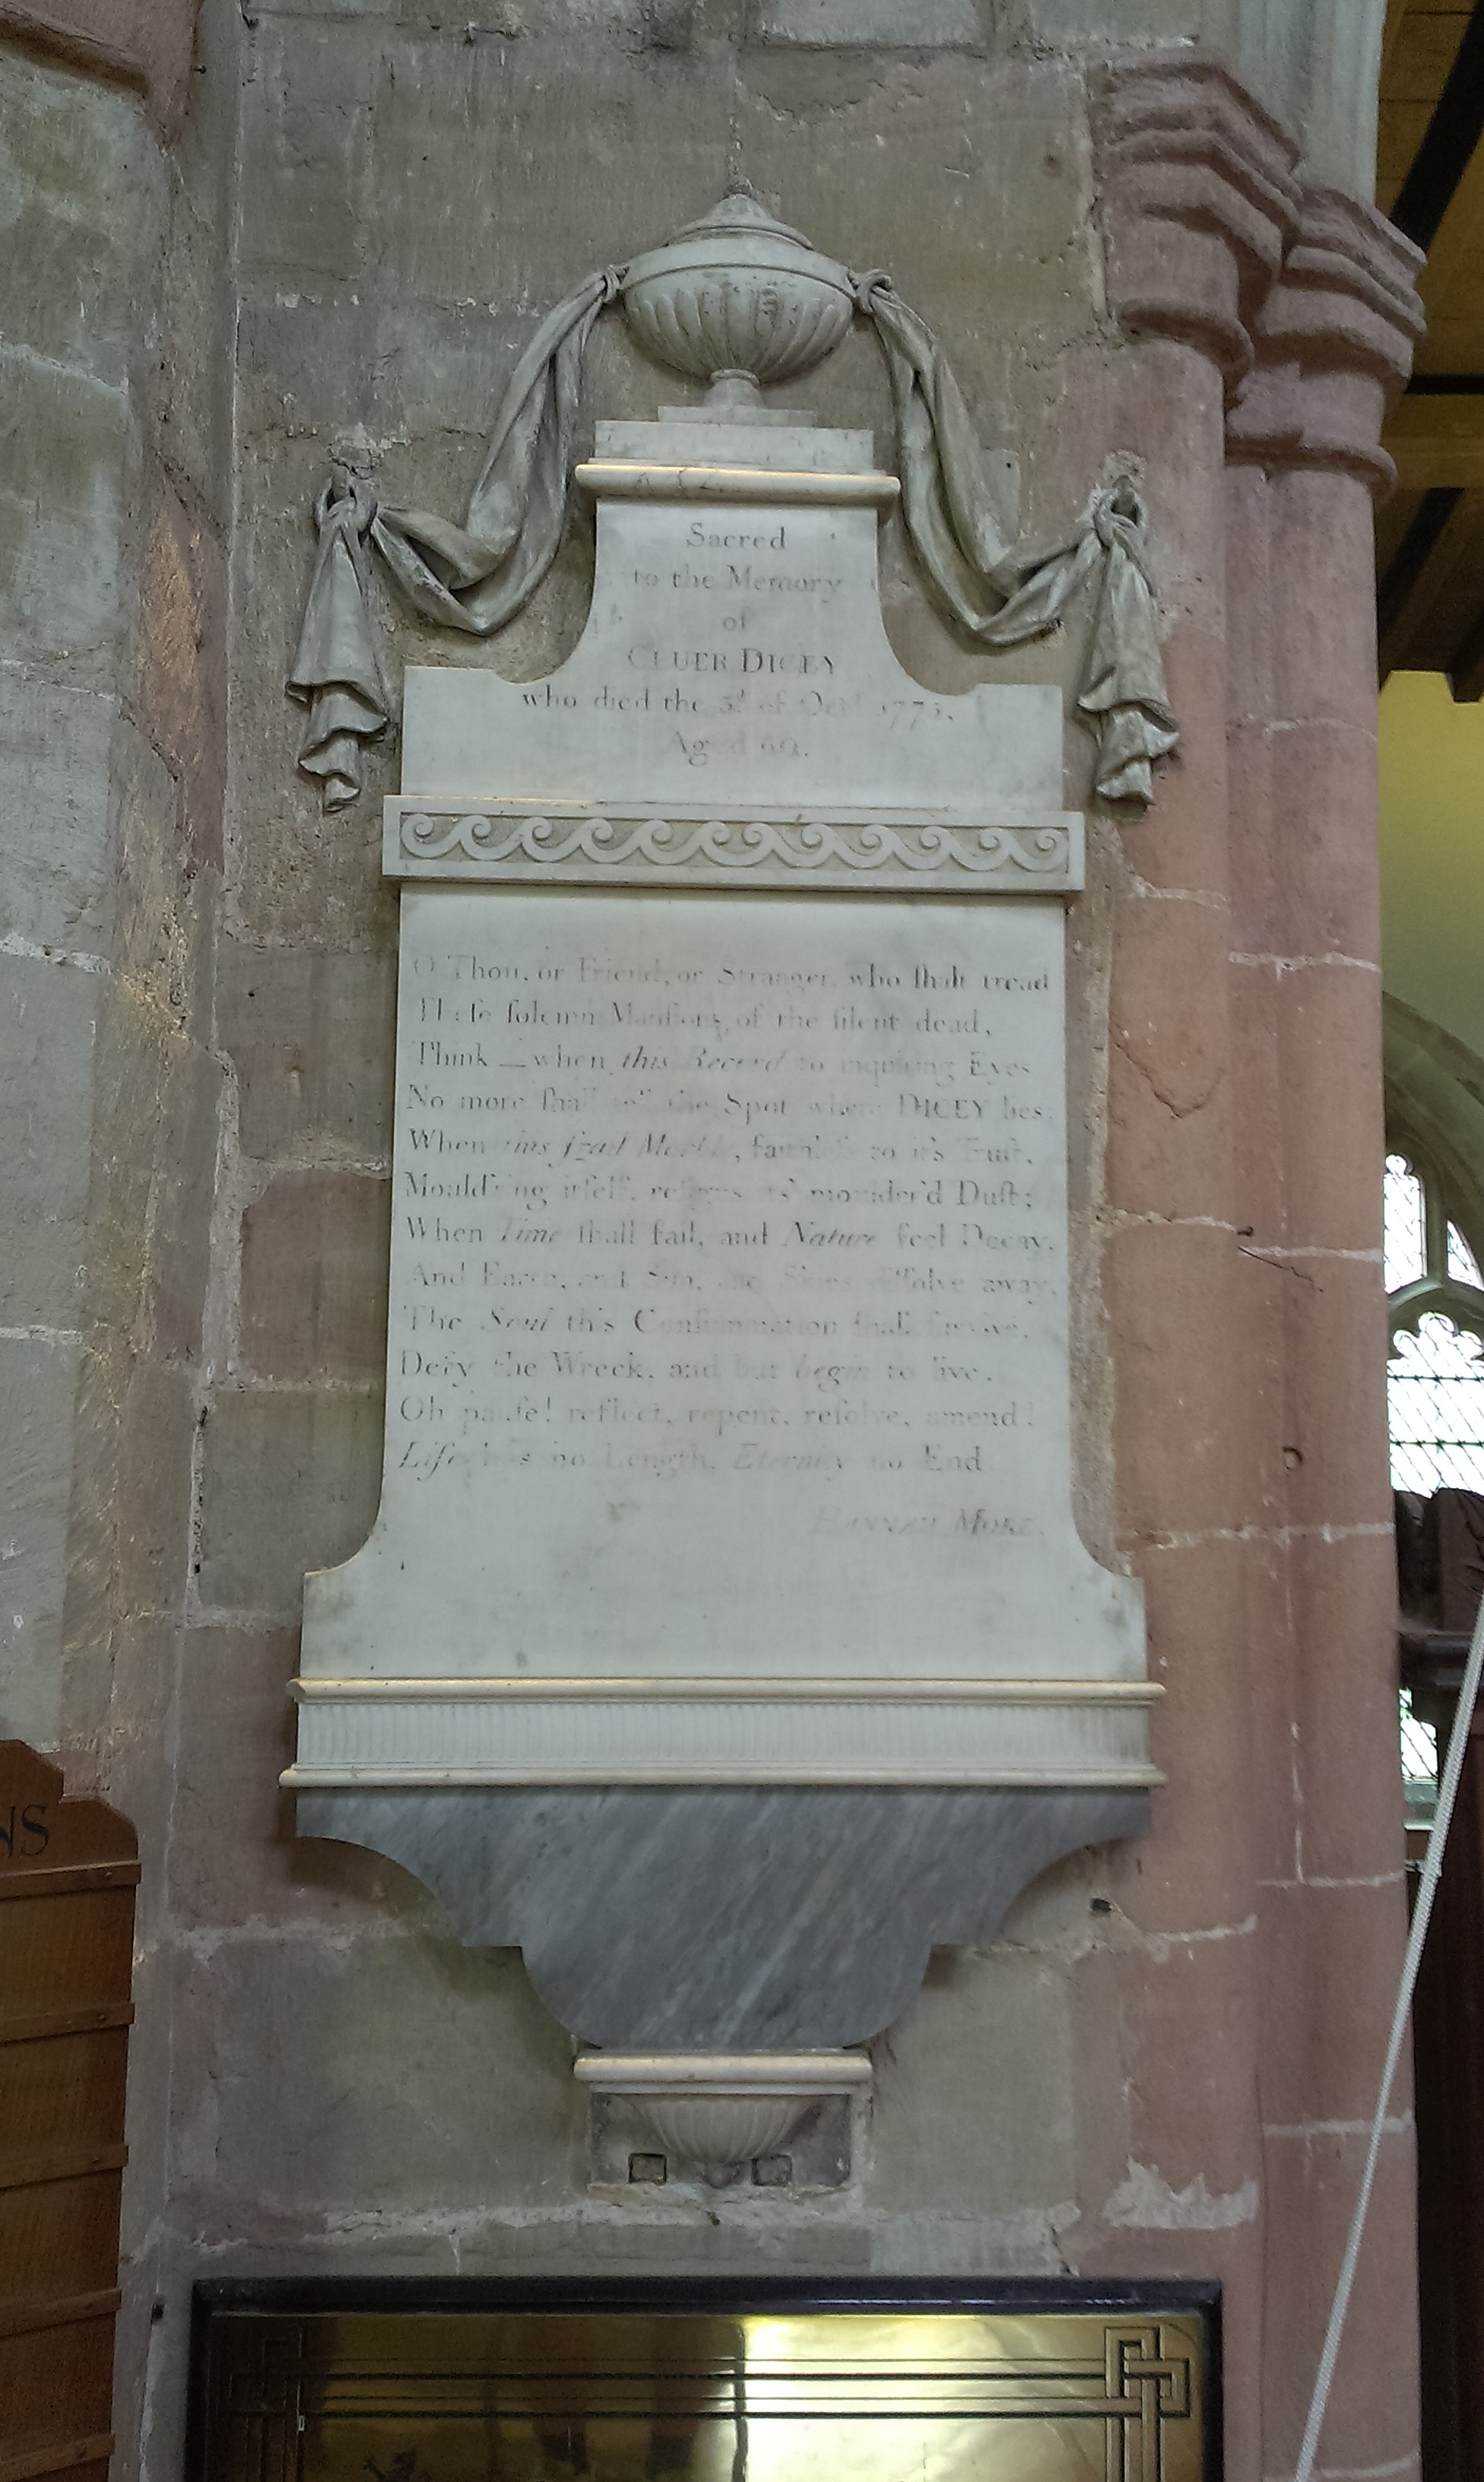 Sacred
to the Memory
of
CLUER DICEY
who died the 3d. of Octr. 1775.
Aged 60.
O Thou, or Friend, or Stranger, who ſhalt tread
Theſe ſolemn Manſions of the ſilent dead,
Think — when this Record to inquiring Eyes
No more ſhall tell the Spot where DICEY lies;
When this frail Marble, faithleſs to it's Truſt,
Mould'ring itſelf, reſigns its' moulder'd Duſt;
When Time ſhall fail, and Nature feel Decay,
And Earth, and Sun, and Skies diſſolve away,
The Soul this Conſummation ſhall ſurvive,
Defy the Wreck, and but begin to live.
Oh pauſe! reflect, repent, reſolve, amend!
Life has no Length, Eternity no End
HANNAH MORE.
NS